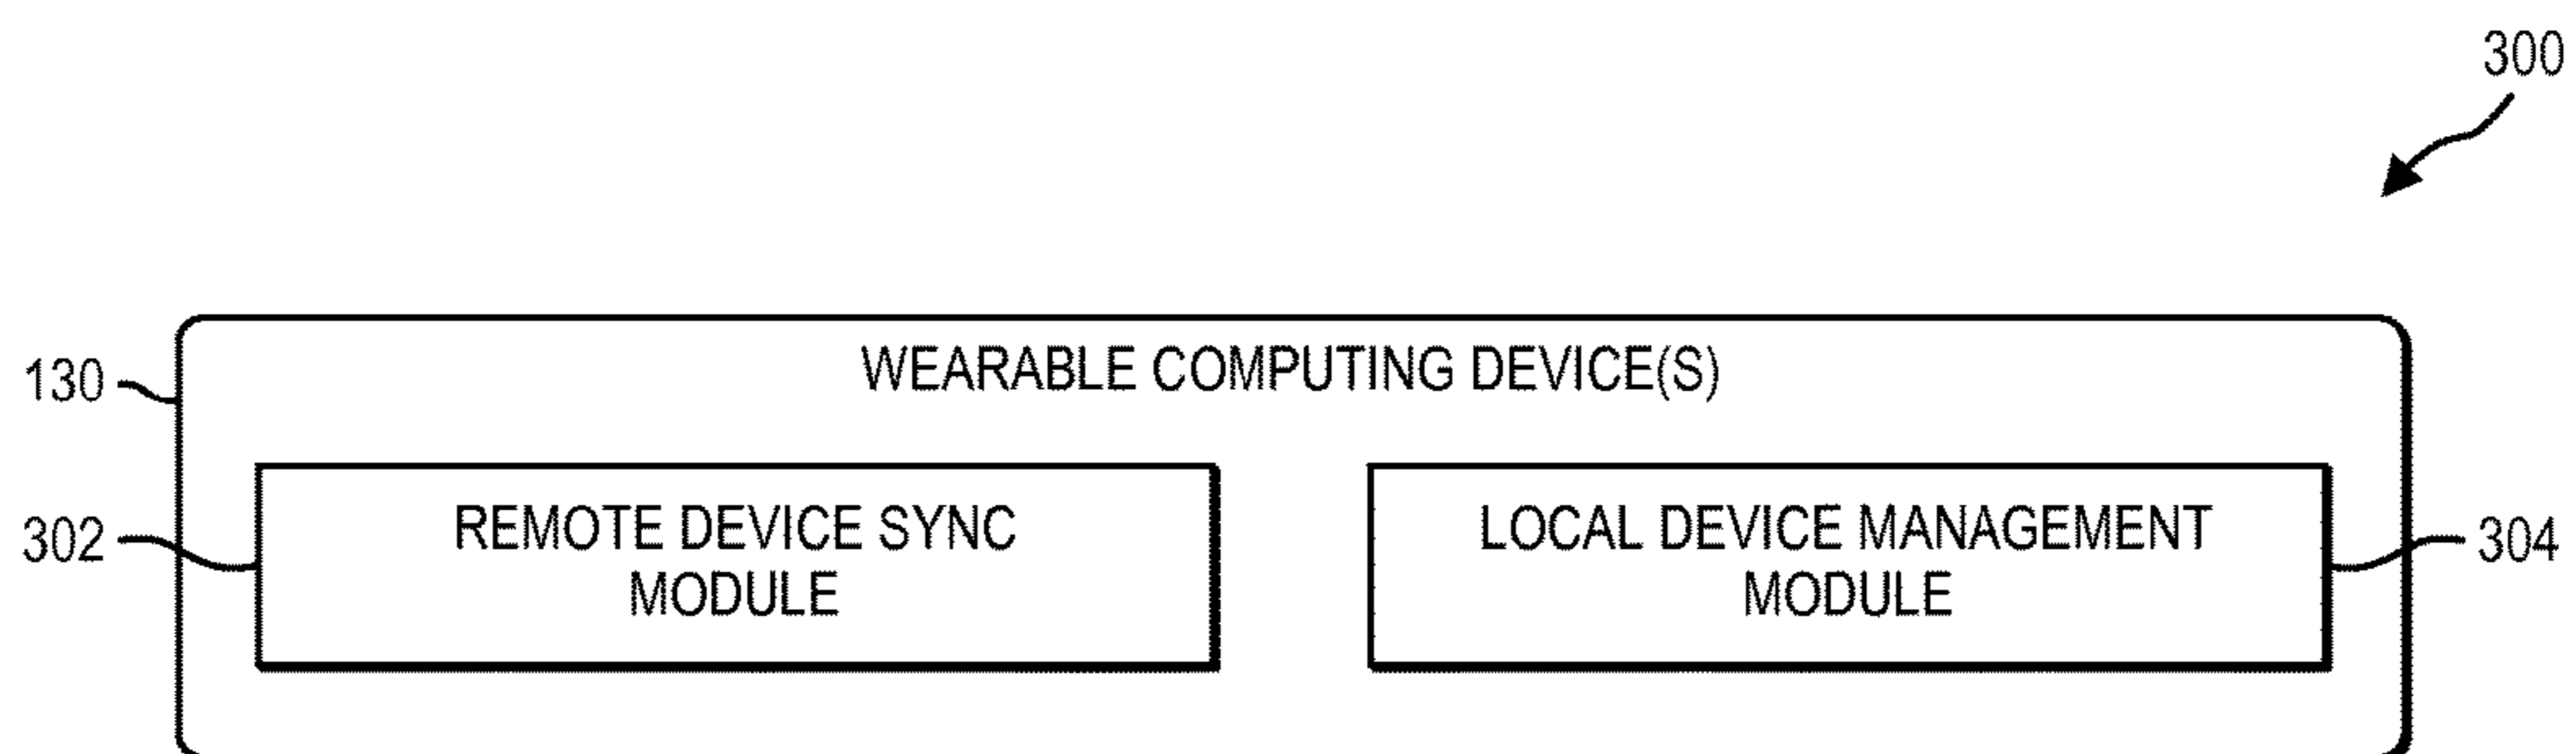 300
130
WEARABLE COMPUTING DEVICE(S)
302
REMOTE DEVICE SYNC
MODULE
LOCAL DEVICE MANAGEMENT
MODULE
304